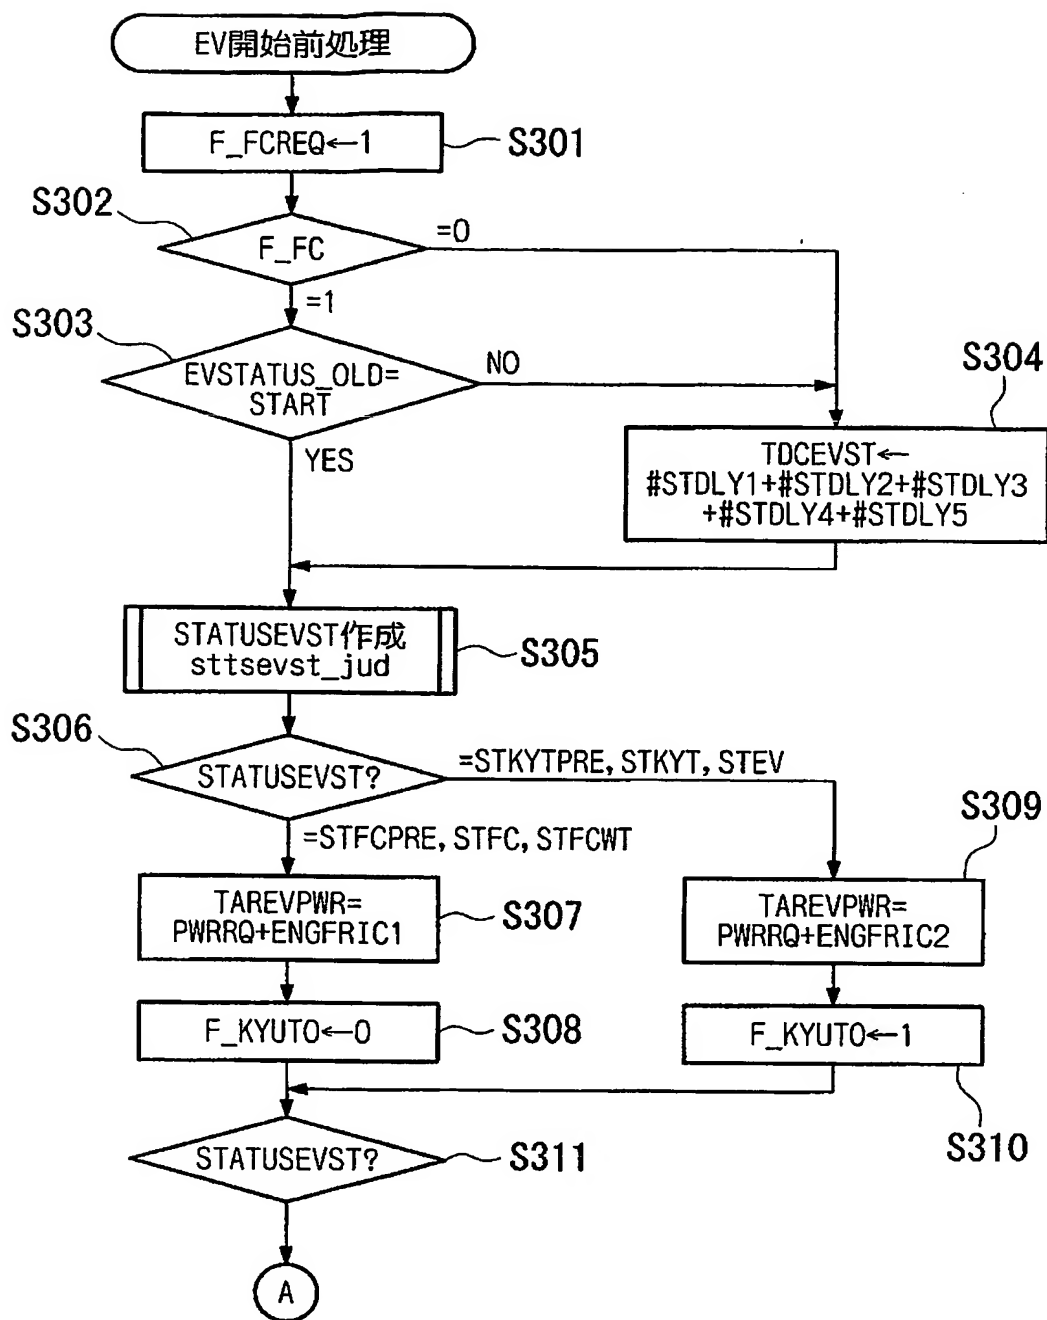 EV開始前処理
F_FCREQ←1
S301
S302
F_FC
=0
=1
S303
EVSTATUS_OLD=
START
NO
YES
S304
TDCEVST←
#STDLY1+#STDLY2+#STDLY3
+#STDLY4+#STDLY5
STATUSEVST作成
sttsevst_jud
S305
S306
STATUSEVST?
=STKYTPRE, STKYT, STEV
=STFCPRE, STFC, STFCWT
S309
TAREVPWR=
PWRRQ+ENGFRIC1
S307
TAREVPWR=
PWRRQ+ENGFRIC2
F_KYUTO←0
S308
F_KYUTO←1
S310
STATUSEVST?
S311
A